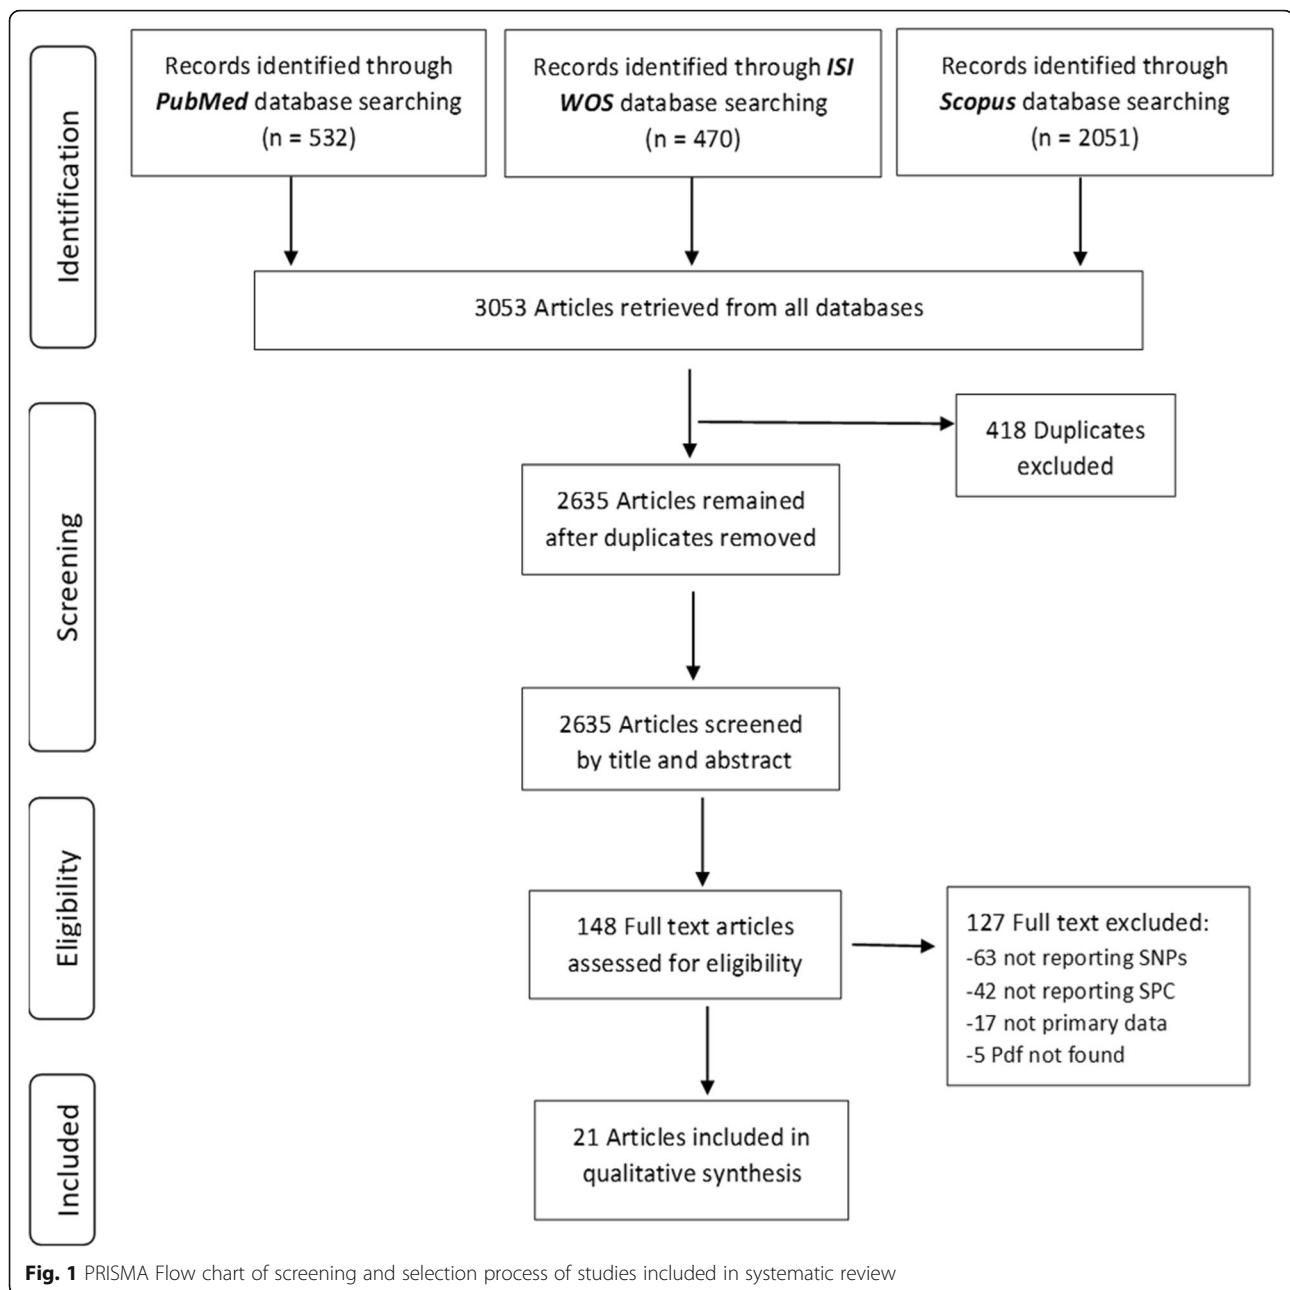 Identification
Records identified through
PubMed database searching
(n = 532)
Records identified through ISI
WOS database searching
(n = 470)
Records identified through
Scopus database searching
(n = 2051)
3053 Articles retrieved from all databases
Screening
418 Duplicates
excluded
2635 Articles remained
after duplicates removed
2635 Articles screened
by title and abstract
Eligibility
148 Full text articles
assessed for eligibility
127 Full text excluded:
-63 not reporting SNPs
-42 not reporting SPC
-17 not primary data
-5 Pdf not found
Included
21 Articles included in
qualitative synthesis
Fig. 1 PRISMA Flow chart of screening and selection process of studies included in systematic review